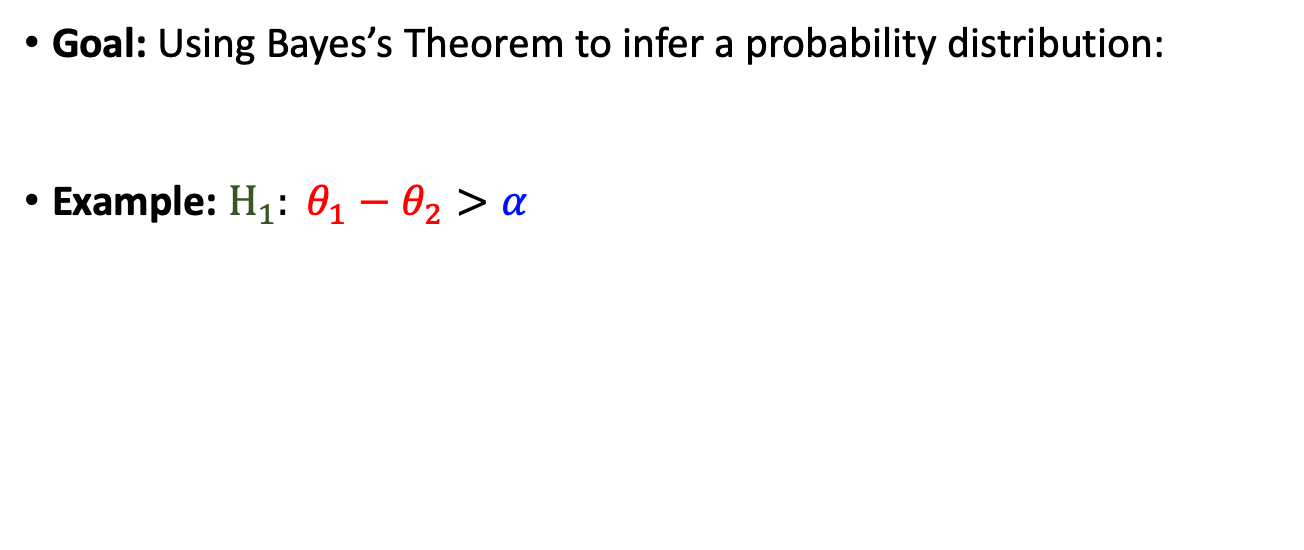 • Goal: Using Bayes’s Theorem to infer a probability distribution:
• Example: H₁: θ₁ − θ₂ > α